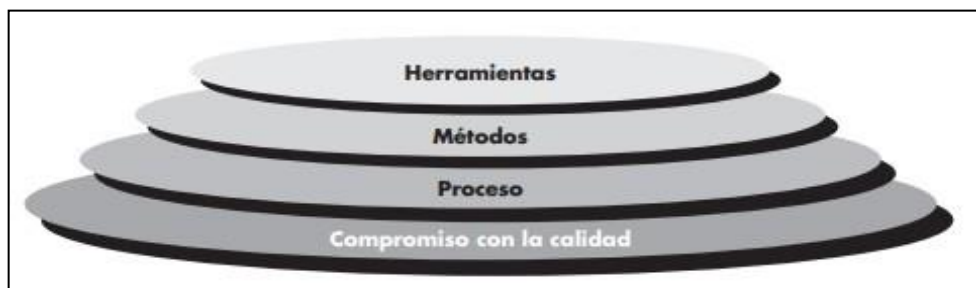 Herramientas
Métodos
Proceso
Compromiso con la calidad